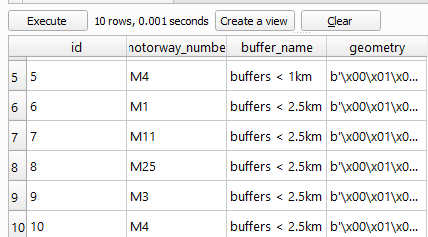 Execute 10 rows, 0.001 seconds Create a view Clear
id motorway_numbe buffer_name geometry
5 5 M4 buffers < 1km b'\x00\x01\x0...
6 6 M1 buffers < 2.5km b'\x00\x01\x0...
7 7 M11 buffers < 2.5km b'\x00\x01\x0...
8 8 M25 buffers < 2.5km b'\x00\x01\x0...
9 9 M3 buffers < 2.5km b'\x00\x01\x0...
10 10 M4 buffers < 2.5km b'\x00\x01\x0...